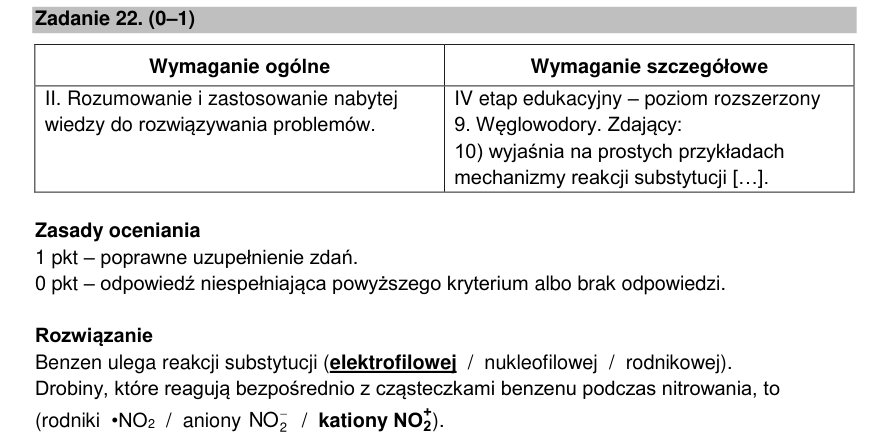 Zadanie 22. (0–1)
Wymaganie ogólne
Wymaganie szczegółowe
II. Rozumowanie i zastosowanie nabytej
wiedzy do rozwiązywania problemów.
IV etap edukacyjny – poziom rozszerzony
9. Węglowodory. Zdający:
10) wyjaśnia na prostych przykładach
mechanizmy reakcji substytucji […].
Zasady oceniania
1 pkt – poprawne uzupełnienie zdań.
0 pkt – odpowiedź niespełniająca powyższego kryterium albo brak odpowiedzi.
Rozwiązanie
Benzen ulega reakcji substytucji (elektrofilowej / nukleofilowej / rodnikowej).
Drobiny, które reagują bezpośrednio z cząsteczkami benzenu podczas nitrowania, to
(rodniki •NO₂ / aniony NO₂⁻ / kationy NO₂⁺).